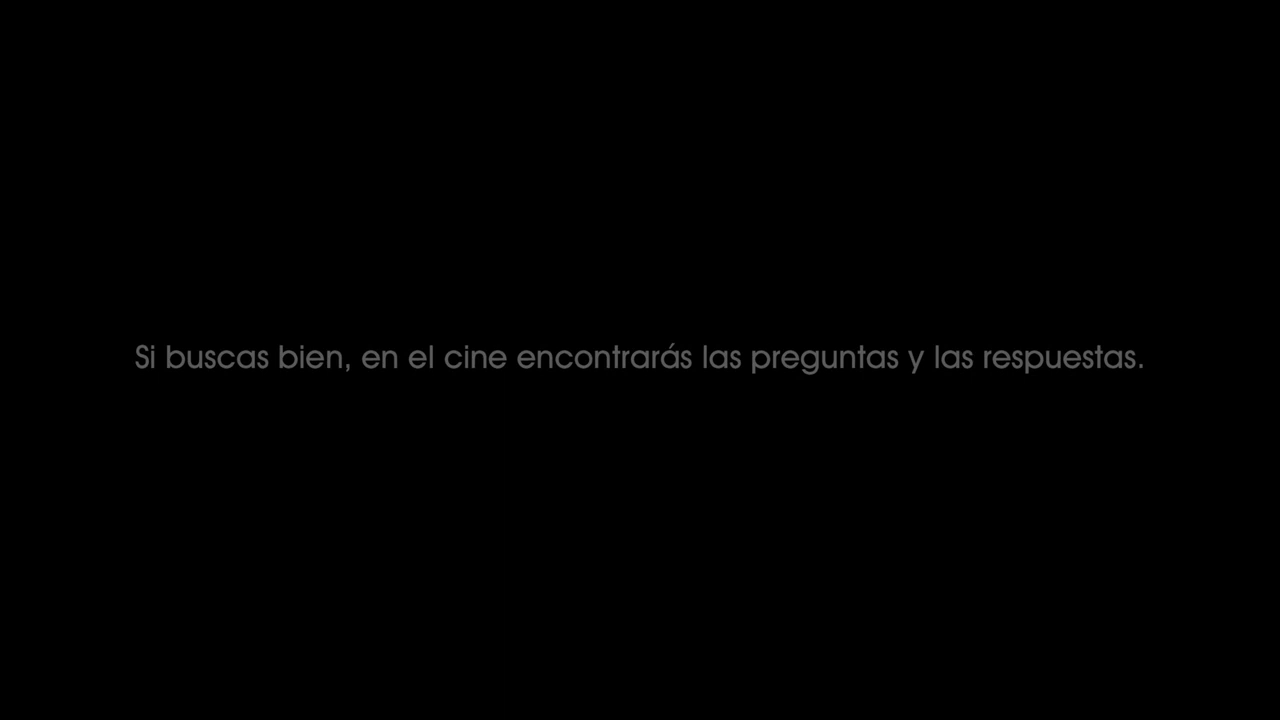 Si buscas bien, en el cine encontrarás las preguntas y las respuestas.